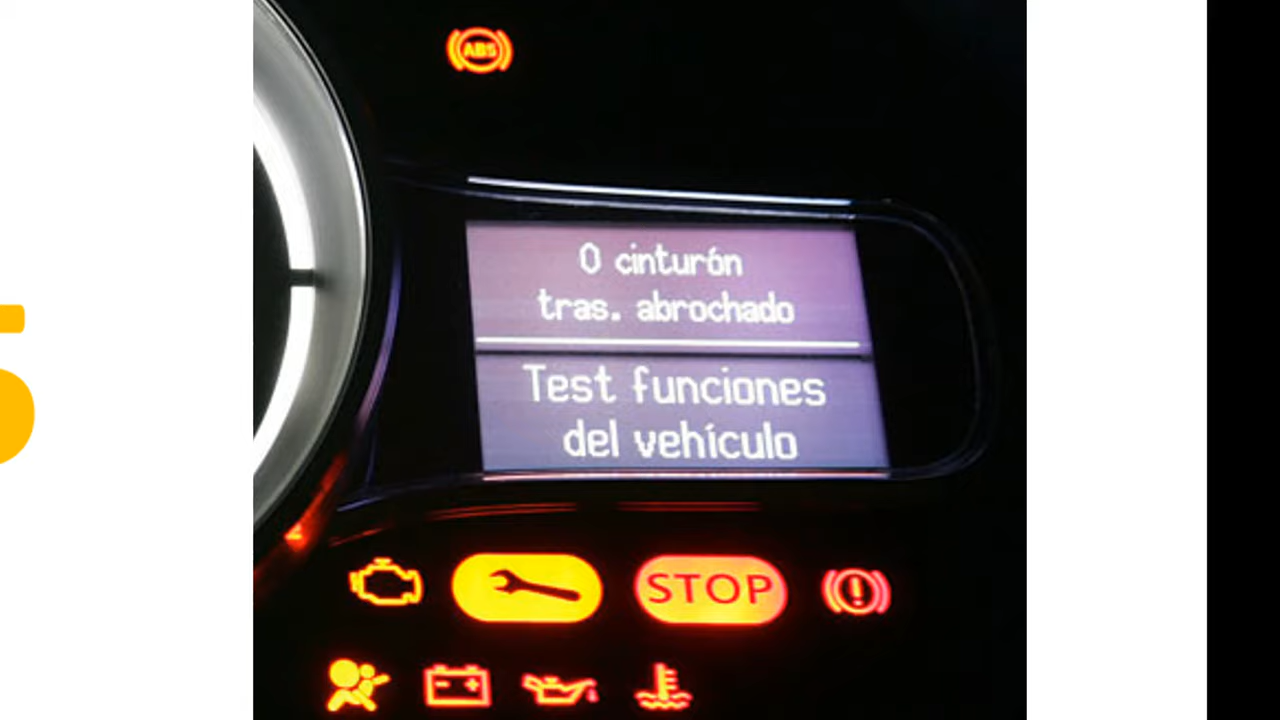 ABS
0 cinturón
tras. abrochado
Test funciones
del vehículo
STOP